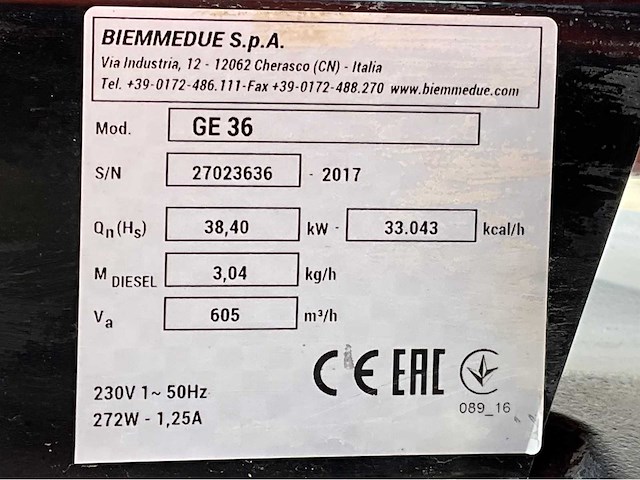 BIEMMEDUE S.p.A.
Via Industria, 12 - 12062 Cherasco (CN) - Italia
Tel. +39-0172-486.111-Fax +39-0172-488.270 www.biemmedue.com
Mod. GE 36
S/N 27023636 - 2017
Qn(Hs) 38,40 kW - 33.043 kcal/h
M DIESEL 3,04 kg/h
Va 605 m³/h
CE EAC
089_16
230V 1~ 50Hz
272W - 1,25A